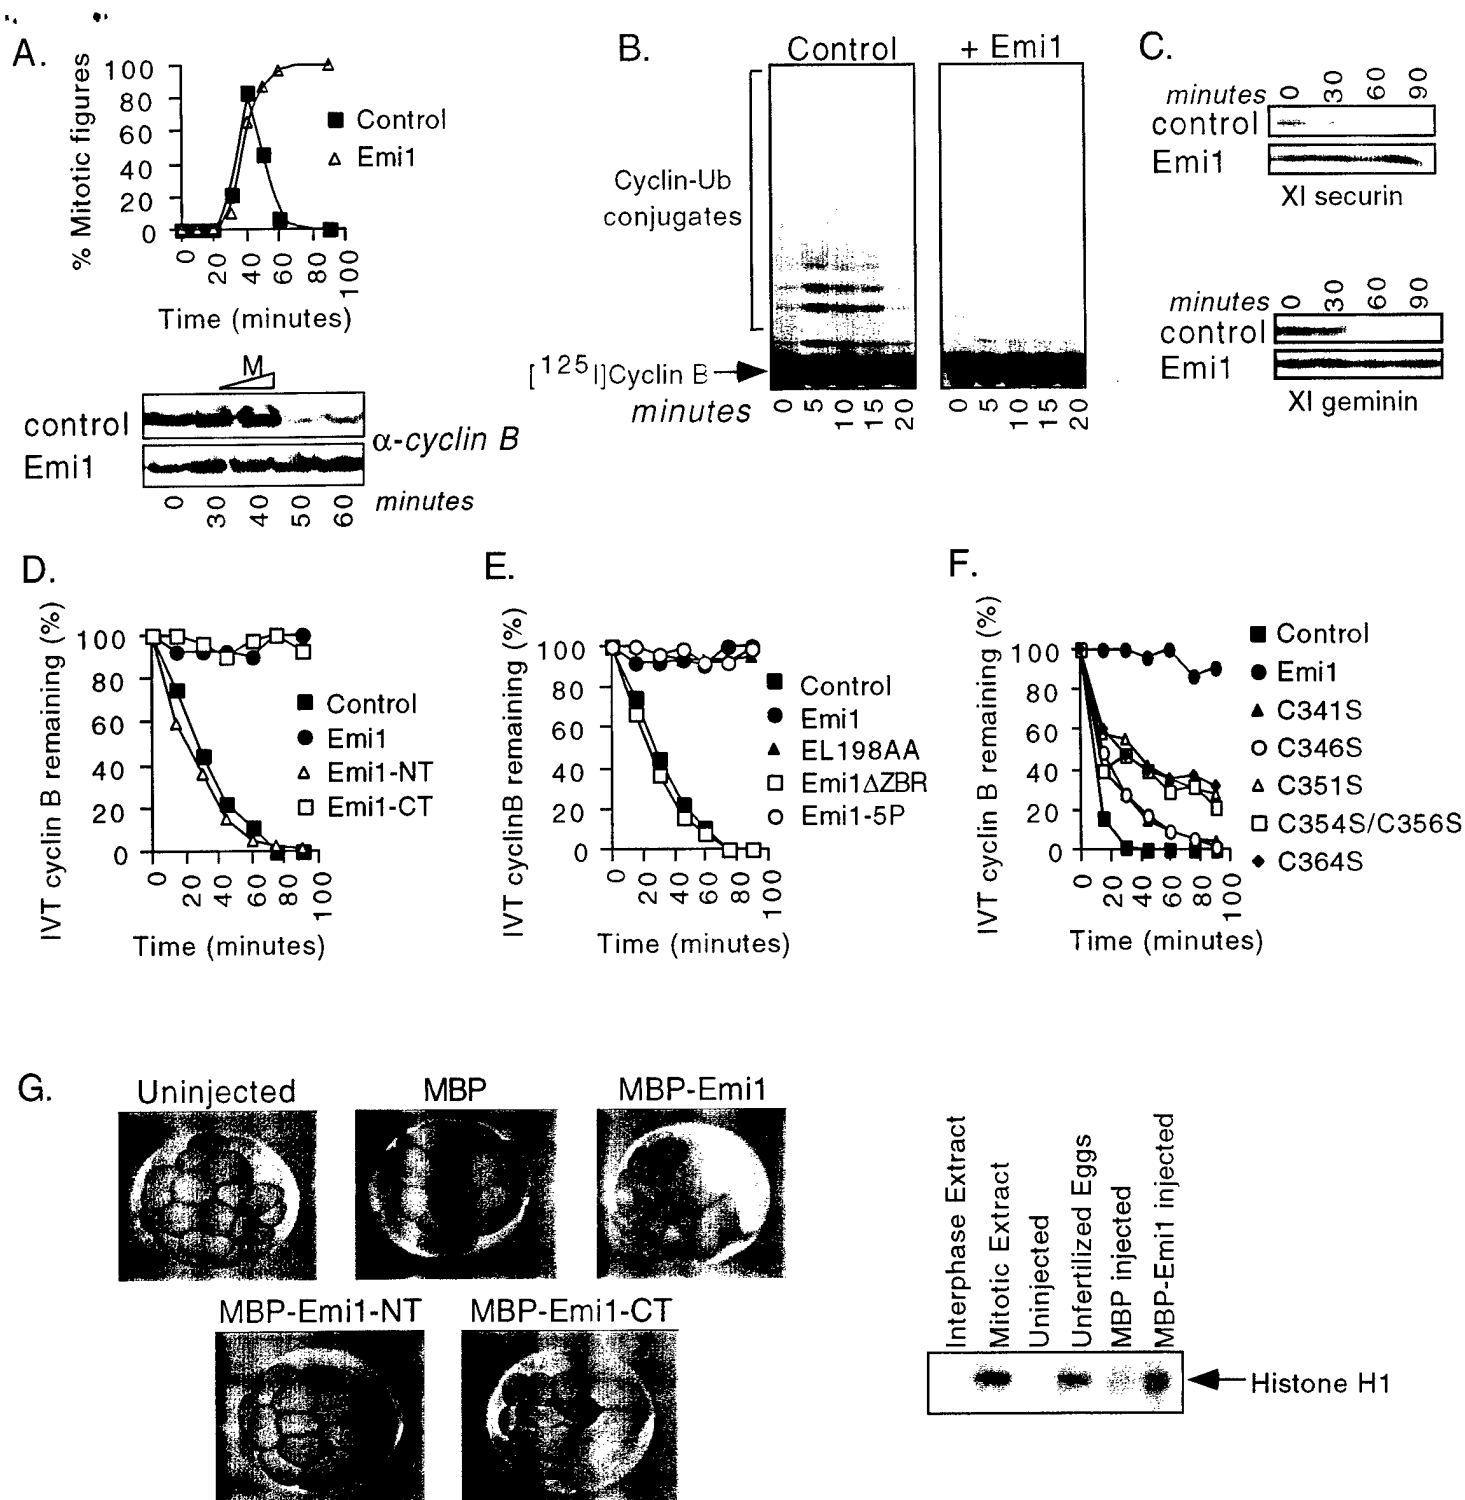 A.
% Mitotic figures
100
80
60
40
20
0
0 20 40 60 80 100
Time (minutes)
Control
Emi1
M
control
Emi1
α-cyclin B
0 30 40 50 60 minutes
B.
Control
+ Emi1
Cyclin-Ub
conjugates
[125I]Cyclin B
minutes 0 5 10 15 20
0 5 10 15 20
C.
minutes 0 30 60 90
control
Emi1
XI securin
minutes 0 30 60 90
control
Emi1
XI geminin
D.
IVT cyclin B remaining (%)
100
80
60
40
20
0
0 20 40 60 80 100
Time (minutes)
Control
Emi1
Emi1-NT
Emi1-CT
E.
IVT cyclinB remaining (%)
100
80
60
40
20
0
0 20 40 60 80 100
Time (minutes)
Control
Emi1
EL198AA
Emi1ΔZBR
Emi1-5P
F.
IVT cyclin B remaining (%)
100
80
60
40
20
0
0 20 40 60 80 100
Time (minutes)
Control
Emi1
C341S
C346S
C351S
C354S/C356S
C364S
G.
Uninjected
MBP
MBP-Emi1
MBP-Emi1-NT
MBP-Emi1-CT
Interphase Extract
Mitotic Extract
Uninjected
Unfertilized Eggs
MBP injected
MBP-Emi1 injected
Histone H1